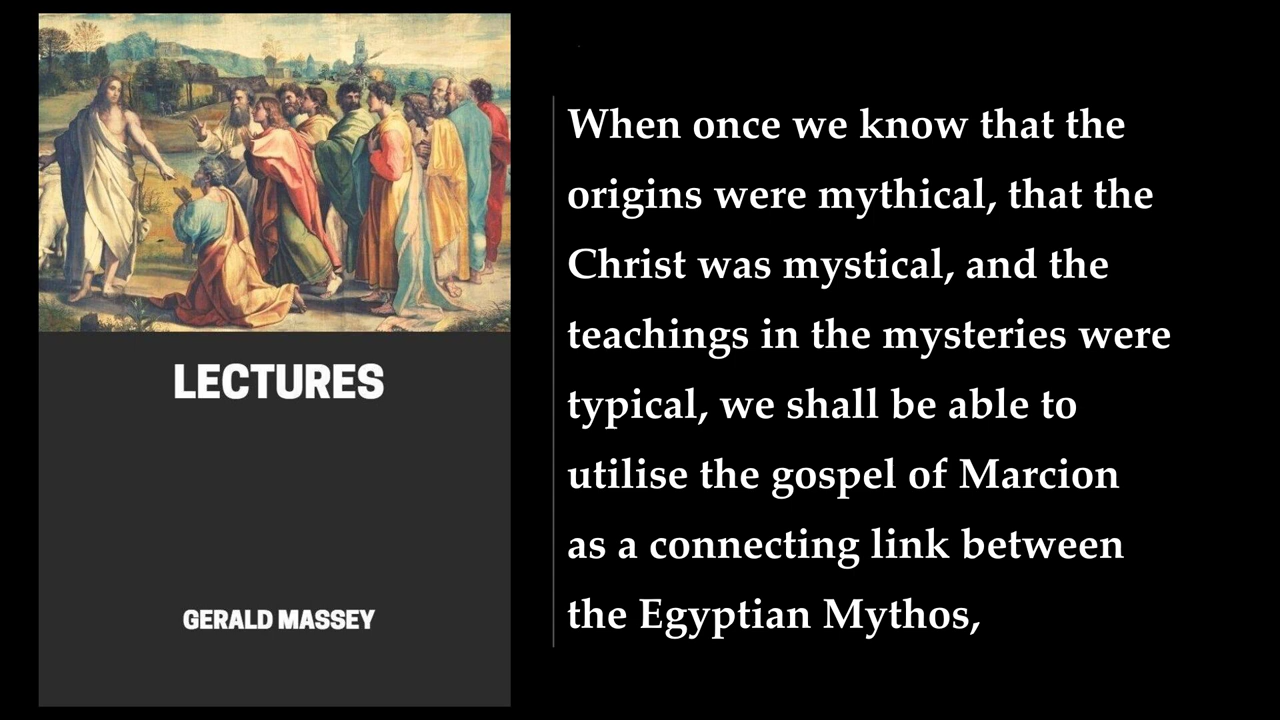 LECTURES
GERALD MASSEY
When once we know that the
origins were mythical, that the
Christ was mystical, and the
teachings in the mysteries were
typical, we shall be able to
utilise the gospel of Marcion
as a connecting link between
the Egyptian Mythos,